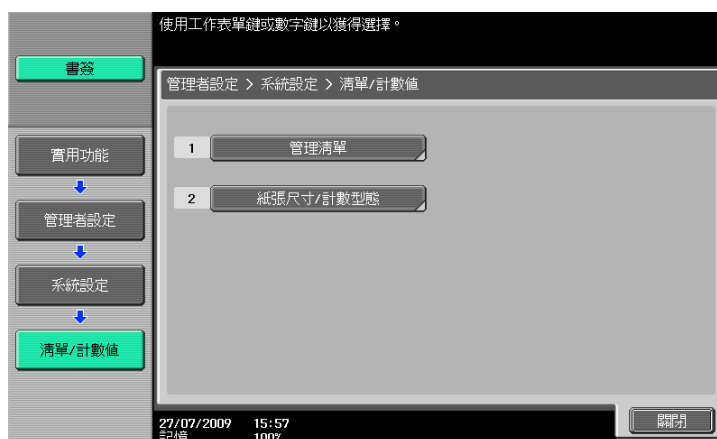 使用工作表單鍵或數字鍵以獲得選擇。
書簽
管理者設定 > 系統設定 > 清單/計數值
1 管理清單
2 紙張尺寸/計數型態
實用功能
管理者設定
系統設定
清單/計數值
關閉
27/07/2009 15:57
記憶 100%